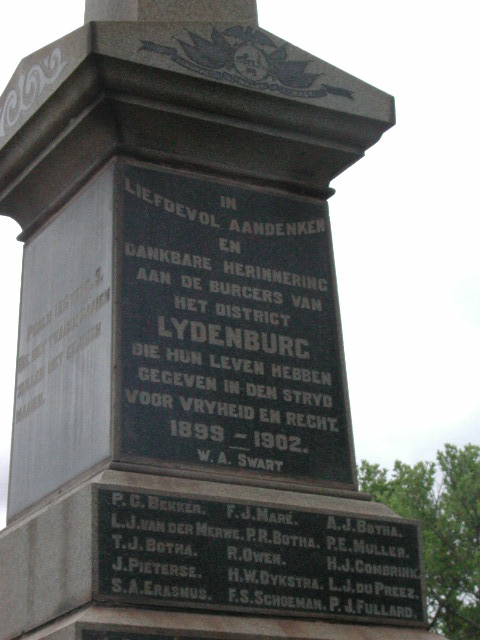 IN
LIEFDEVOL AANDENKEN
EN
DANKBARE HERINNERING
AAN DE BURGERS VAN
HET DISTRICT
LYDENBURG
DIE HUN LEVEN HEBBEN
GEGEVEN IN DEN STRYD
VOOR VRYHEID EN RECHT.
1899 – 1902.
W. A. SWART
P. C. BEKKER. F. J. MARÉ. A. J. BOTHA.
L. J. VAN DER MERWE. P. R. BOTHA. P. E. MULLER.
T. J. BOTHA. R. OWEN. H. J. COMBRINK.
J. PIETERSE. H. W. DYKSTRA. L. J. DU PREEZ.
S. A. ERASMUS. F. S. SCHOEMAN. P. J. FULLARD.